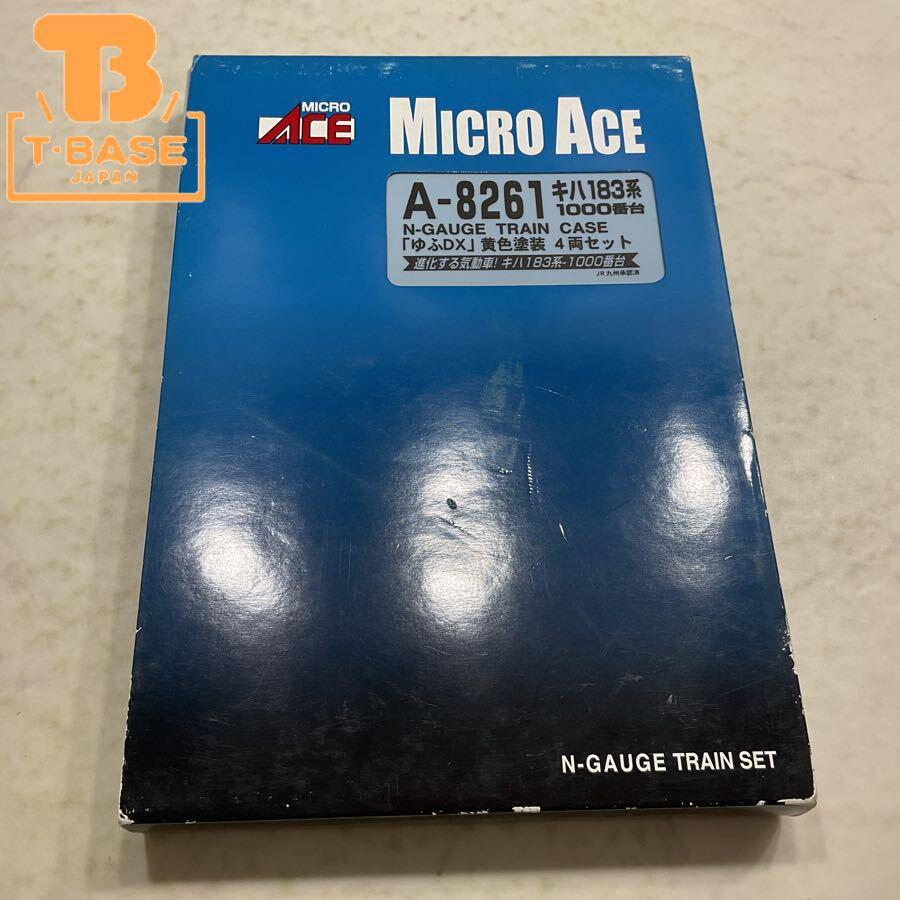 T・BASE
JAPAN
MICRO
ACE
MICRO ACE
A-8261 キハ183系
1000番台
N-GAUGE TRAIN CASE
「ゆふDX」黄色塗装 4両セット
進化する気動車!キハ183系-1000番台
JR九州承認済
N-GAUGE TRAIN SET